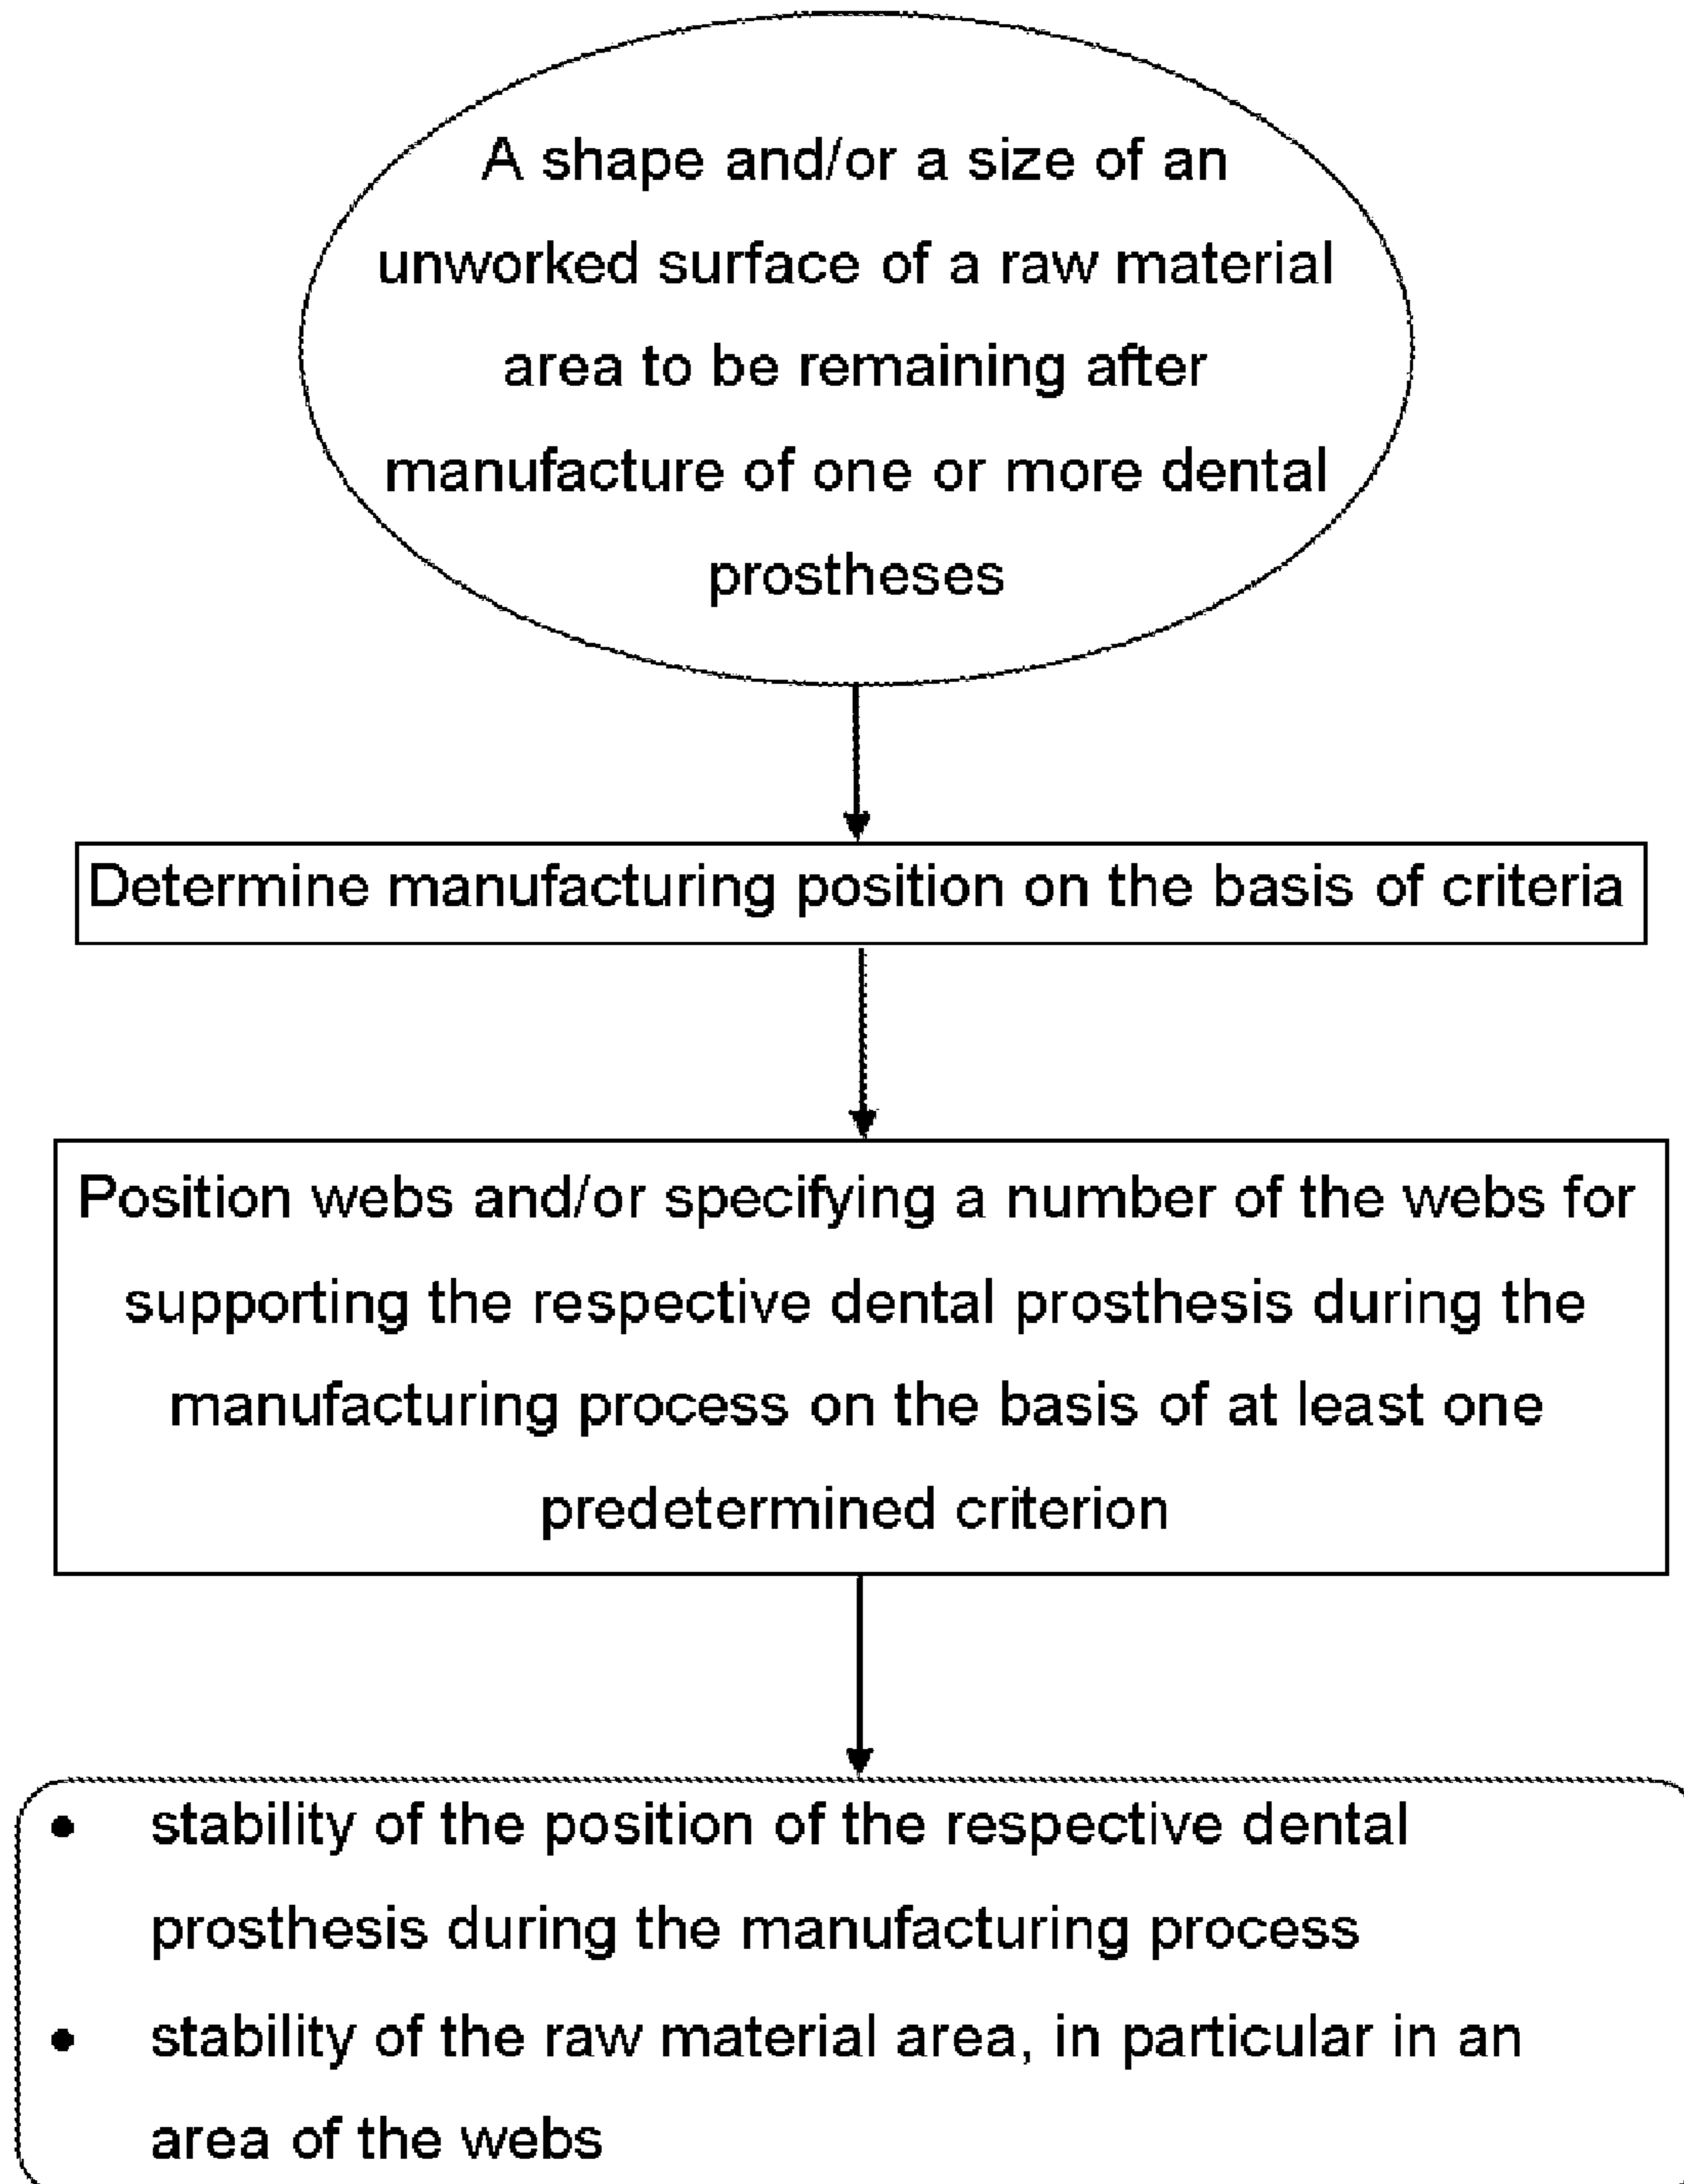 A shape and/or a size of an
unworked surface of a raw material
area to be remaining after
manufacture of one or more dental
prostheses
Determine manufacturing position on the basis of criteria
Position webs and/or specifying a number of the webs for
supporting the respective dental prosthesis during the
manufacturing process on the basis of at least one
predetermined criterion
• stability of the position of the respective dental
prosthesis during the manufacturing process
• stability of the raw material area, in particular in an
area of the webs